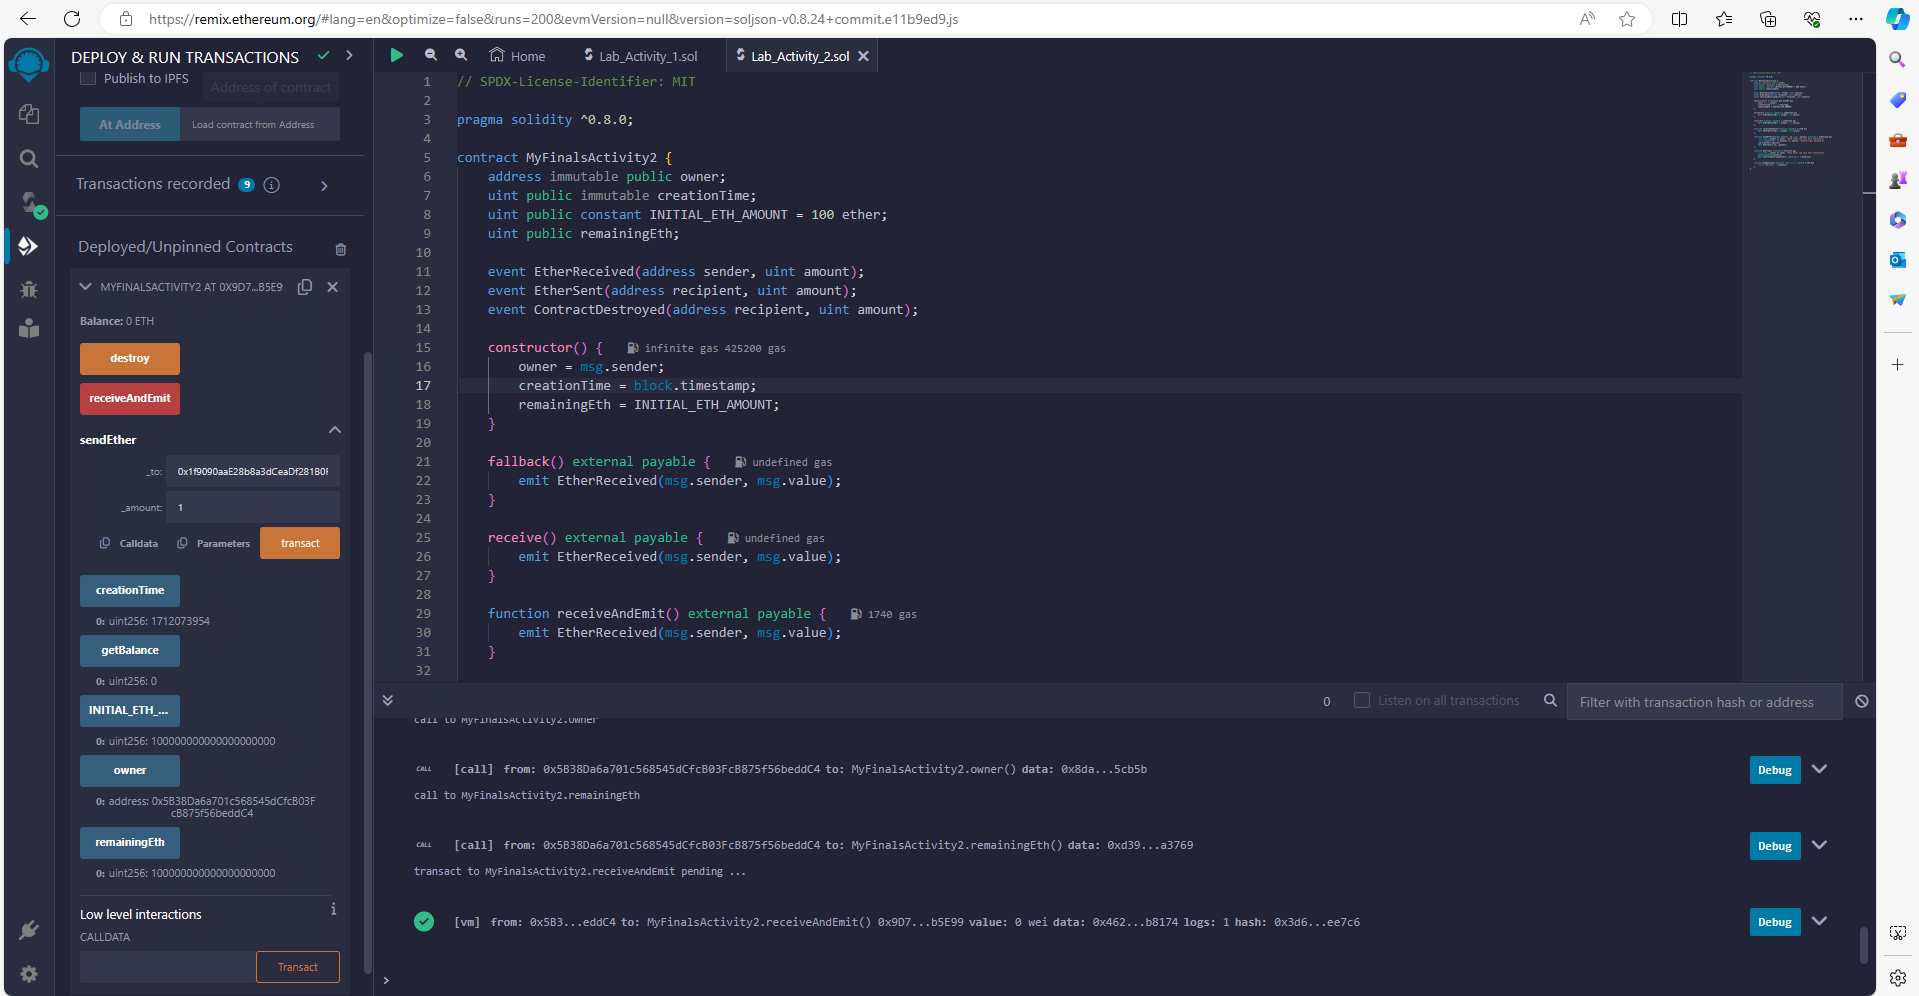 https://remix.ethereum.org/#lang=en&optimize=false&runs=200&evmVersion=null&version=soljson-v0.8.24+commit.e11b9ed9.js
DEPLOY & RUN TRANSACTIONS
Publish to IPFS
Address of contract
At Address
Load contract from Address
Transactions recorded 9
Deployed/Unpinned Contracts
MYFINALSACTIVITY2 AT 0X9D7...B5E9
Balance: 0 ETH
destroy
receiveAndEmit
sendEther
_to: 0x1f9090aaE28b8a3dCeaDf281B0F
_amount: 1
Calldata
Parameters
transact
creationTime
0: uint256: 1712073954
getBalance
0: uint256: 0
INITIAL_ETH_...
0: uint256: 100000000000000000000
owner
0: address: 0x5B38Da6a701c568545dCfcB03F
cB875f56beddC4
remainingEth
0: uint256: 100000000000000000000
Low level interactions
CALLDATA
Transact
Home
Lab_Activity_1.sol
Lab_Activity_2.sol
1 // SPDX-License-Identifier: MIT
2
3 pragma solidity ^0.8.0;
4
5 contract MyFinalsActivity2 {
6 address immutable public owner;
7 uint public immutable creationTime;
8 uint public constant INITIAL_ETH_AMOUNT = 100 ether;
9 uint public remainingEth;
10
11 event EtherReceived(address sender, uint amount);
12 event EtherSent(address recipient, uint amount);
13 event ContractDestroyed(address recipient, uint amount);
14
15 constructor() { infinite gas 425200 gas
16 owner = msg.sender;
17 creationTime = block.timestamp;
18 remainingEth = INITIAL_ETH_AMOUNT;
19 }
20
21 fallback() external payable { undefined gas
22 emit EtherReceived(msg.sender, msg.value);
23 }
24
25 receive() external payable { undefined gas
26 emit EtherReceived(msg.sender, msg.value);
27 }
28
29 function receiveAndEmit() external payable { 1740 gas
30 emit EtherReceived(msg.sender, msg.value);
31 }
32
0
Listen on all transactions
Filter with transaction hash or address
call to MyFinalsActivity2.owner
CALL [call] from: 0x5B38Da6a701c568545dCfcB03FcB875f56beddC4 to: MyFinalsActivity2.owner() data: 0x8da...5cb5b
Debug
call to MyFinalsActivity2.remainingEth
CALL [call] from: 0x5B38Da6a701c568545dCfcB03FcB875f56beddC4 to: MyFinalsActivity2.remainingEth() data: 0xd39...a3769
Debug
transact to MyFinalsActivity2.receiveAndEmit pending ...
[vm] from: 0x5B3...eddC4 to: MyFinalsActivity2.receiveAndEmit() 0x9D7...b5E99 value: 0 wei data: 0x462...b8174 logs: 1 hash: 0x3d6...ee7c6
Debug
>